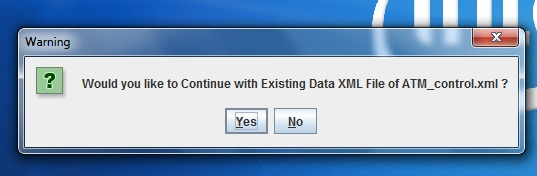 Warning
Would you like to Continue with Existing Data XML File of ATM_control.xml ?
Yes No